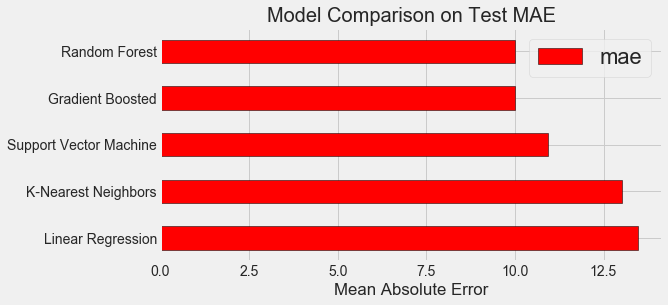 Model Comparison on Test MAE
mae
Random Forest
Gradient Boosted
Support Vector Machine
K-Nearest Neighbors
Linear Regression
0.0 2.5 5.0 7.5 10.0 12.5
Mean Absolute Error